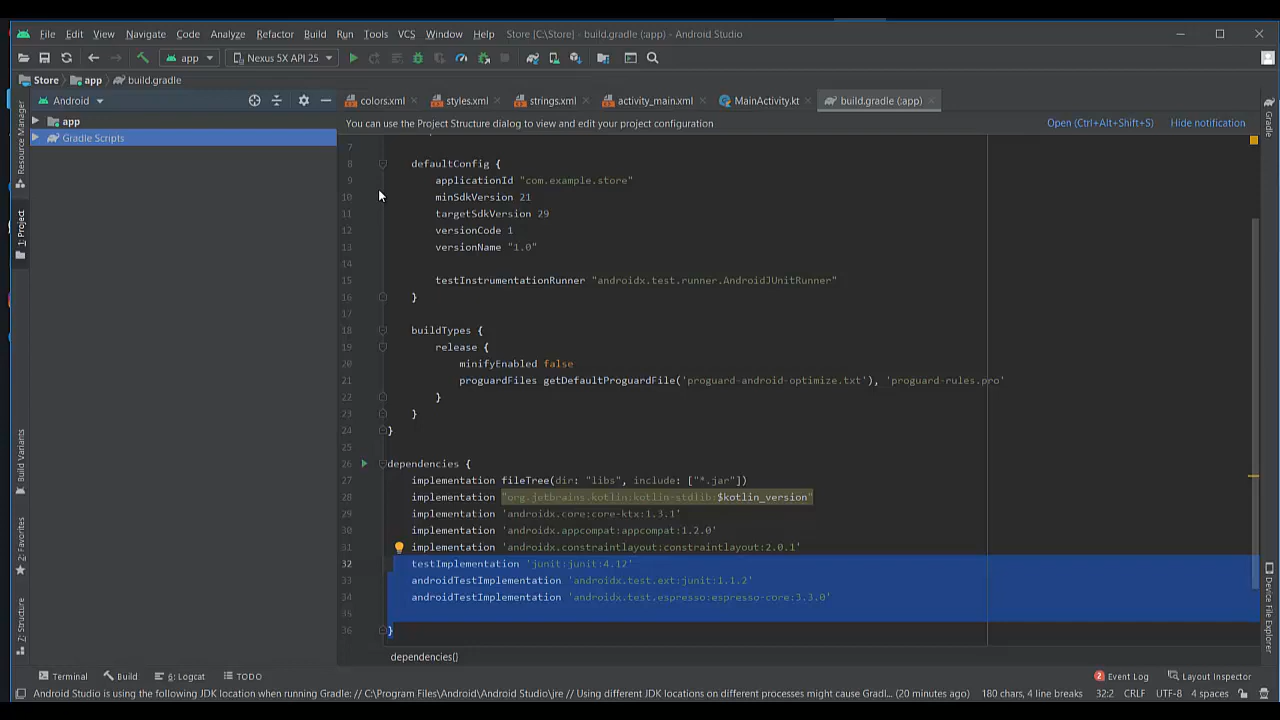 File Edit View Navigate Code Analyze Refactor Build Run Tools VCS Window Help Store [C:\Store] - build.gradle (:app) - Android Studio
app Nexus 5X API 25
Store app build.gradle
Android colors.xml styles.xml strings.xml activity_main.xml MainActivity.kt build.gradle (:app)
You can use the Project Structure dialog to view and edit your project configuration Open (Ctrl+Alt+Shift+S) Hide notification
app
Gradle Scripts
Resource Manager
1: Project
Build Variants
2: Favorites
7: Structure
7
8 defaultConfig {
9 applicationId "com.example.store"
10 minSdkVersion 21
11 targetSdkVersion 29
12 versionCode 1
13 versionName "1.0"
14
15 testInstrumentationRunner "androidx.test.runner.AndroidJUnitRunner"
16 }
17
18 buildTypes {
19 release {
20 minifyEnabled false
21 proguardFiles getDefaultProguardFile('proguard-android-optimize.txt'), 'proguard-rules.pro'
22 }
23 }
24 }
25
26 dependencies {
27 implementation fileTree(dir: "libs", include: ["*.jar"])
28 implementation "org.jetbrains.kotlin:kotlin-stdlib:$kotlin_version"
29 implementation 'androidx.core:core-ktx:1.3.1'
30 implementation 'androidx.appcompat:appcompat:1.2.0'
31 implementation 'androidx.constraintlayout:constraintlayout:2.0.1'
32 testImplementation 'junit:junit:4.12'
33 androidTestImplementation 'androidx.test.ext:junit:1.1.2'
34 androidTestImplementation 'androidx.test.espresso:espresso-core:3.3.0'
35
36 }
dependencies{}
Gradle
Device File Explorer
Terminal Build 6: Logcat TODO 2 Event Log Layout Inspector
Android Studio is using the following JDK location when running Gradle: // C:\Program Files\Android\Android Studio\jre // Using different JDK locations on different processes might cause Gradl... (20 minutes ago) 180 chars, 4 line breaks 32:2 CRLF UTF-8 4 spaces